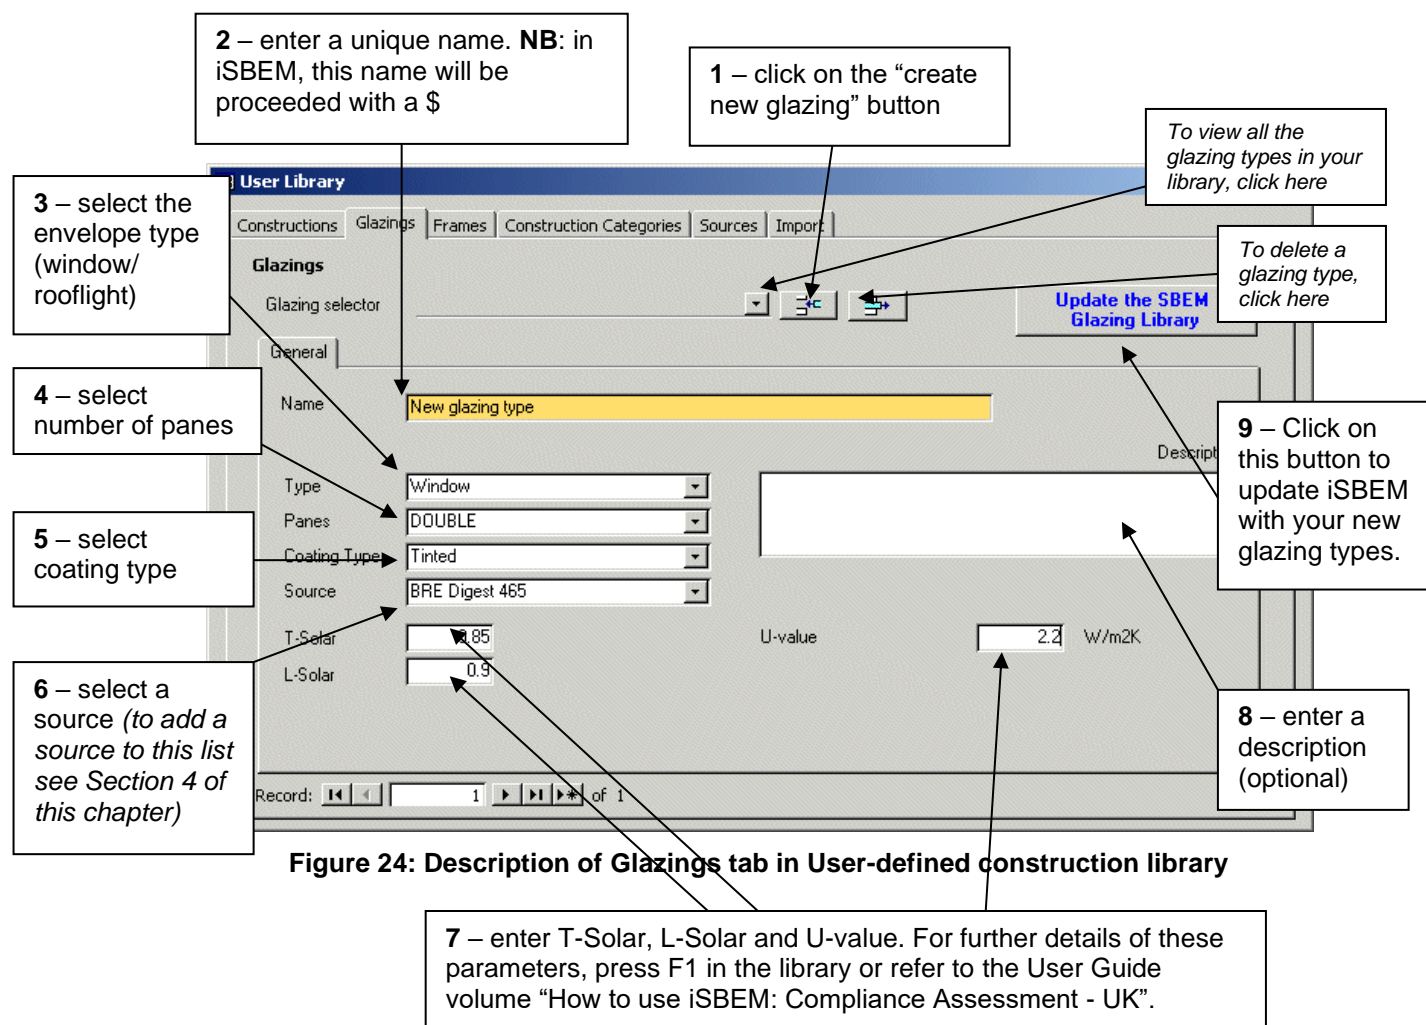 2 – enter a unique name. NB: in
iSBEM, this name will be
proceeded with a $
1 – click on the “create
new glazing” button
To view all the
glazing types in your
library, click here
3 – select the
envelope type
(window/
rooflight)
User Library
Constructions Glazings Frames Construction Categories Sources Import
To delete a
glazing type,
click here
Glazings
Glazing selector
Update the SBEM
Glazing Library
General
4 – select
number of panes
Name New glazing type
9 – Click on
this button to
update iSBEM
with your new
glazing types.
Descript
Type Window
Panes DOUBLE
5 – select
coating type
Coating Type Tinted
Source BRE Digest 465
T-Solar 0.85 U-value 2.2 W/m2K
L-Solar 0.9
6 – select a
source (to add a
source to this list
see Section 4 of
this chapter)
8 – enter a
description
(optional)
Record: 1 of 1
Figure 24: Description of Glazings tab in User-defined construction library
7 – enter T-Solar, L-Solar and U-value. For further details of these
parameters, press F1 in the library or refer to the User Guide
volume “How to use iSBEM: Compliance Assessment - UK”.